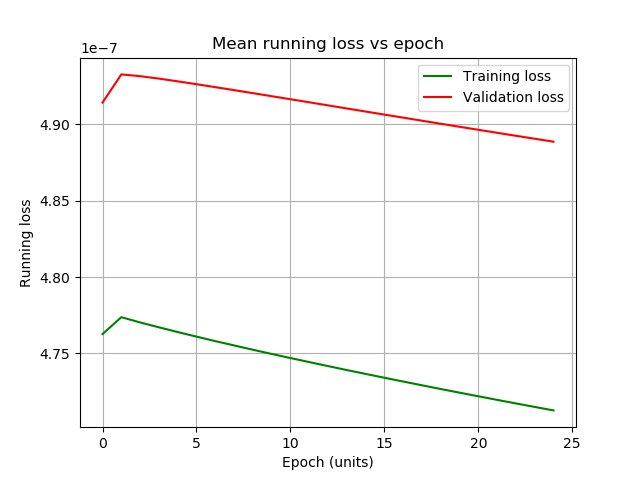 Mean running loss vs epoch
1e−7
Training loss
Validation loss
4.90
4.85
4.80
4.75
Running loss
0 5 10 15 20 25
Epoch (units)